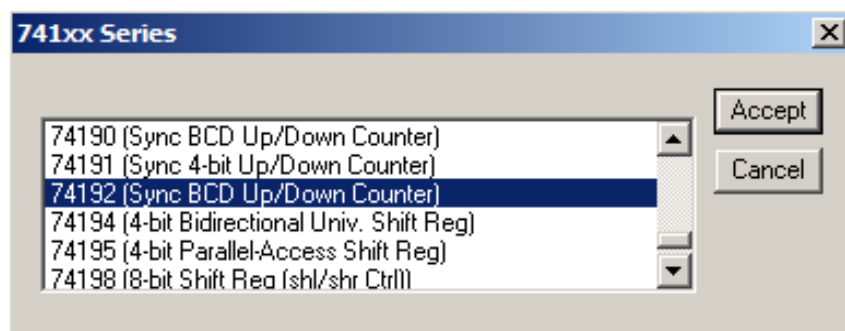 741xx Series
Accept
Cancel
74190 (Sync BCD Up/Down Counter)
74191 (Sync 4-bit Up/Down Counter)
74192 (Sync BCD Up/Down Counter)
74194 (4-bit Bidirectional Univ. Shift Reg)
74195 (4-bit Parallel-Access Shift Reg)
74198 (8-bit Shift Reg (shl/shr Ctrl))